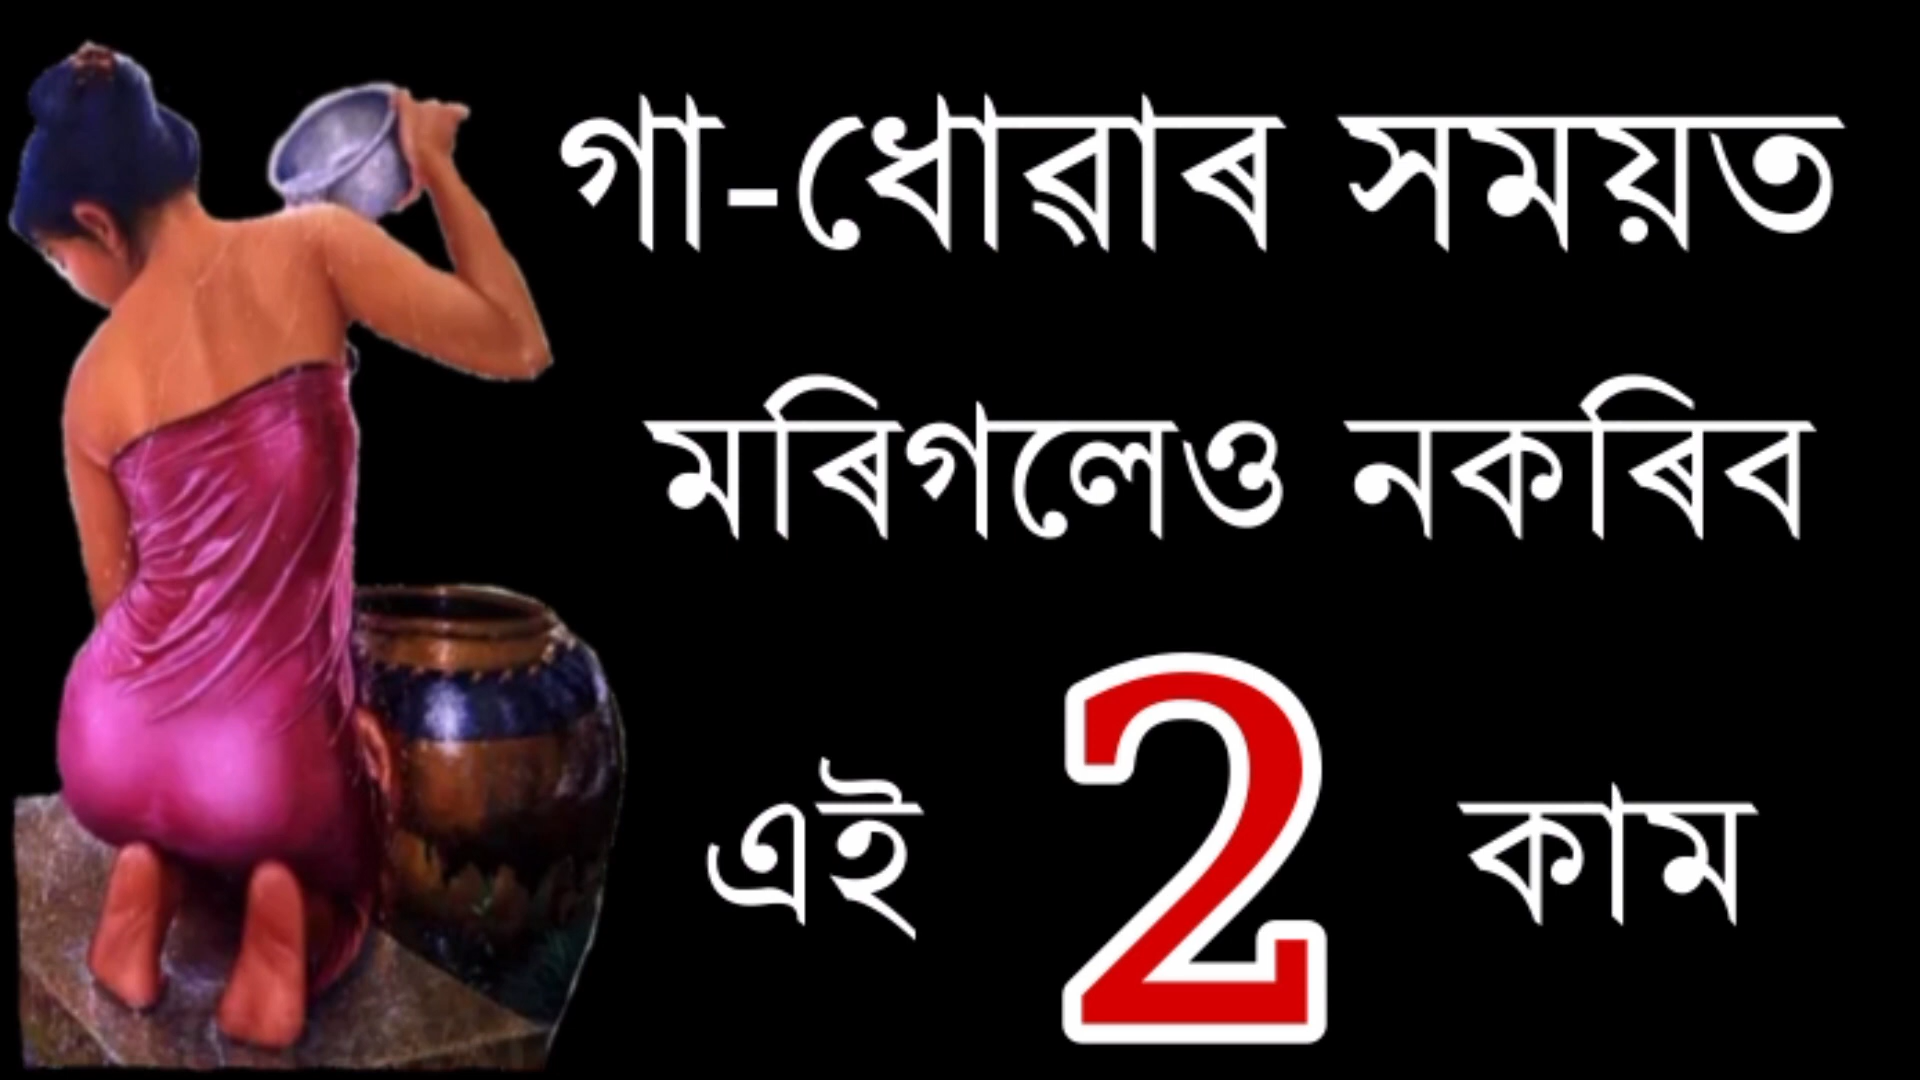 গা-ধোৱাৰ সময়ত
মৰিগলেও নকৰিব
এই 2 কাম